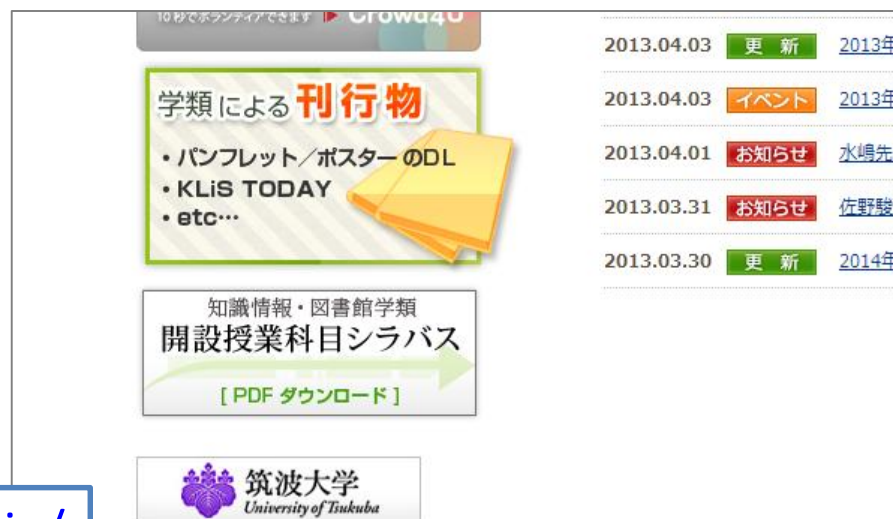 10秒でボランティアできます ▶ Crowd4U
学類による刊行物
・パンフレット／ポスターのDL
・KLiS TODAY
・etc…
知識情報・図書館学類
開設授業科目シラバス
[ PDF ダウンロード ]
筑波大学
University of Tsukuba
2013.04.03 更 新 2013年
2013.04.03 イベント 2013年
2013.04.01 お知らせ 水嶋先
2013.03.31 お知らせ 佐野駿
2013.03.30 更 新 2014年